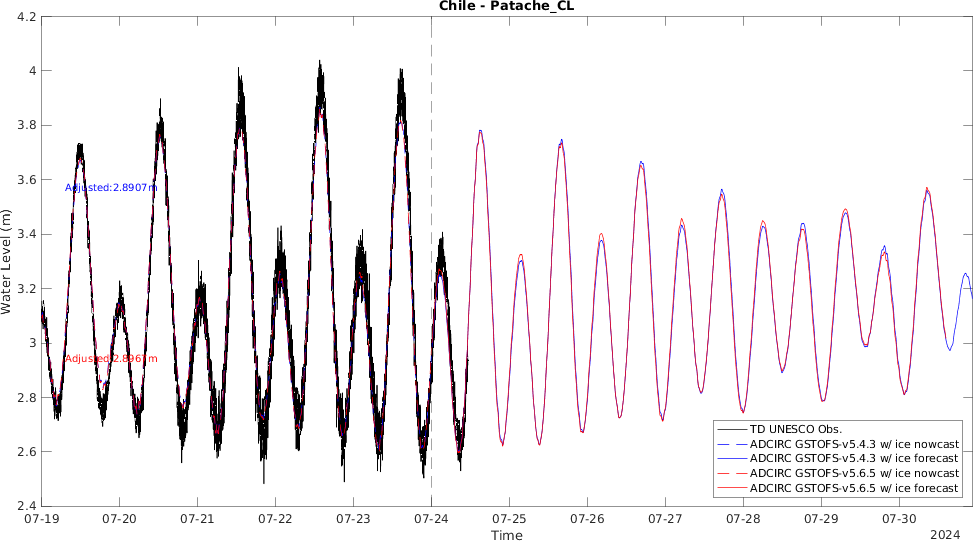 Chile - Patache_CL
4.2
4
3.8
3.6
3.4
3.2
3
2.8
2.6
2.4
Water Level (m)
Adjusted:2.8907m
Adjusted:2.8967m
TD UNESCO Obs.
ADCIRC GSTOFS-v5.4.3 w/ ice nowcast
ADCIRC GSTOFS-v5.4.3 w/ ice forecast
ADCIRC GSTOFS-v5.6.5 w/ ice nowcast
ADCIRC GSTOFS-v5.6.5 w/ ice forecast
07-19 07-20 07-21 07-22 07-23 07-24 07-25 07-26 07-27 07-28 07-29 07-30
Time
2024